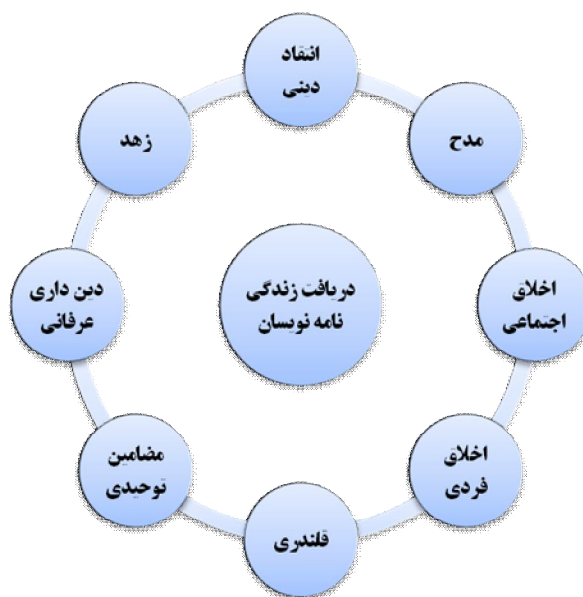 انتقاد
دینی
مدح
اخلاق
اجتماعی
اخلاق
فردی
قلندری
مضامین
توحیدی
دین داری
عرفانی
زهد
دریافت زندگی
نامه نویسان